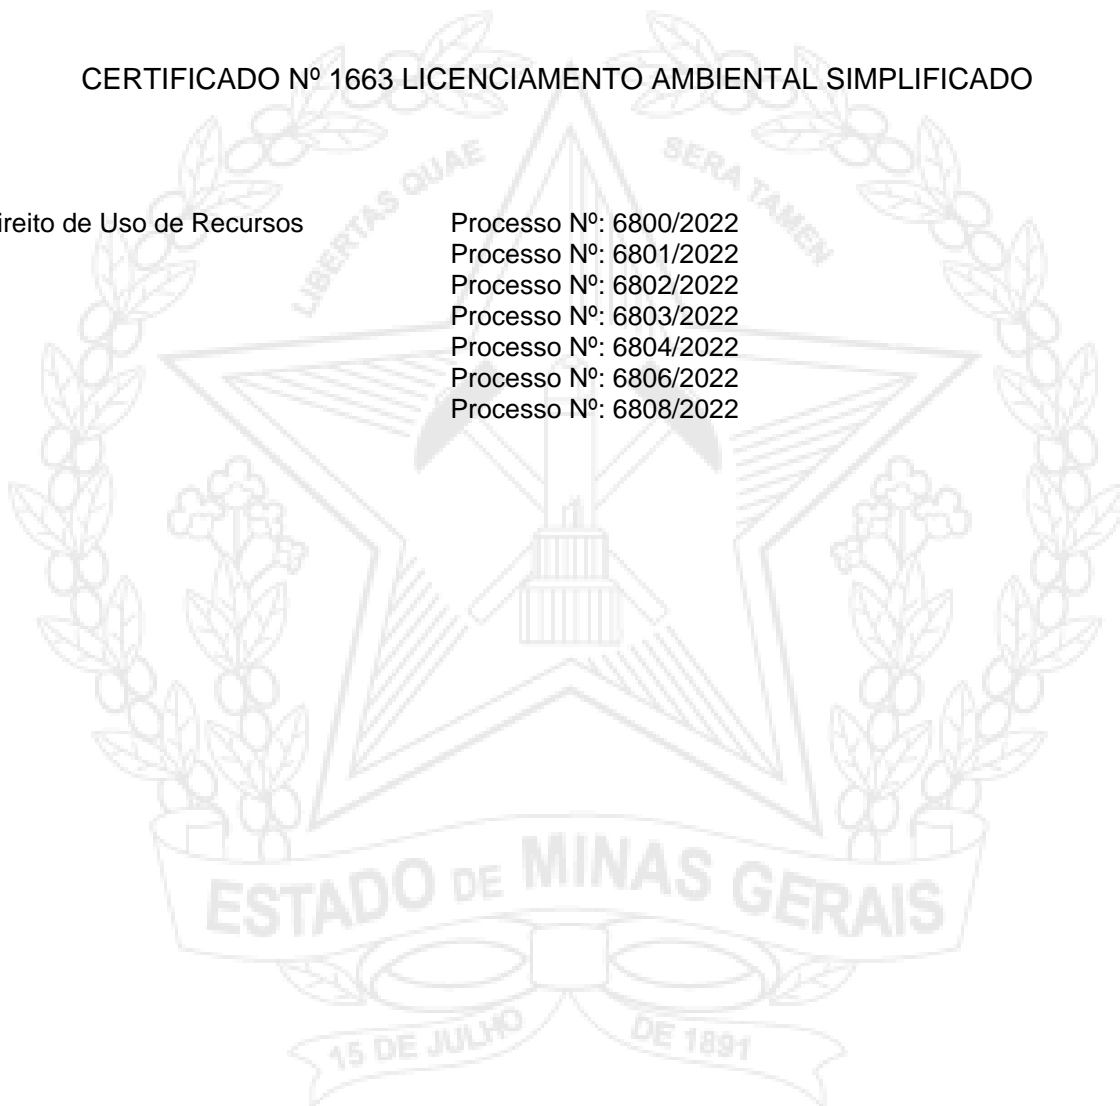 CERTIFICADO Nº 1663 LICENCIAMENTO AMBIENTAL SIMPLIFICADO
LIBERTAS QUAE SERA TAMEN
ireito de Uso de Recursos Processo Nº: 6800/2022
Processo Nº: 6801/2022
Processo Nº: 6802/2022
Processo Nº: 6803/2022
Processo Nº: 6804/2022
Processo Nº: 6806/2022
Processo Nº: 6808/2022
ESTADO DE MINAS GERAIS
15 DE JULHO DE 1891